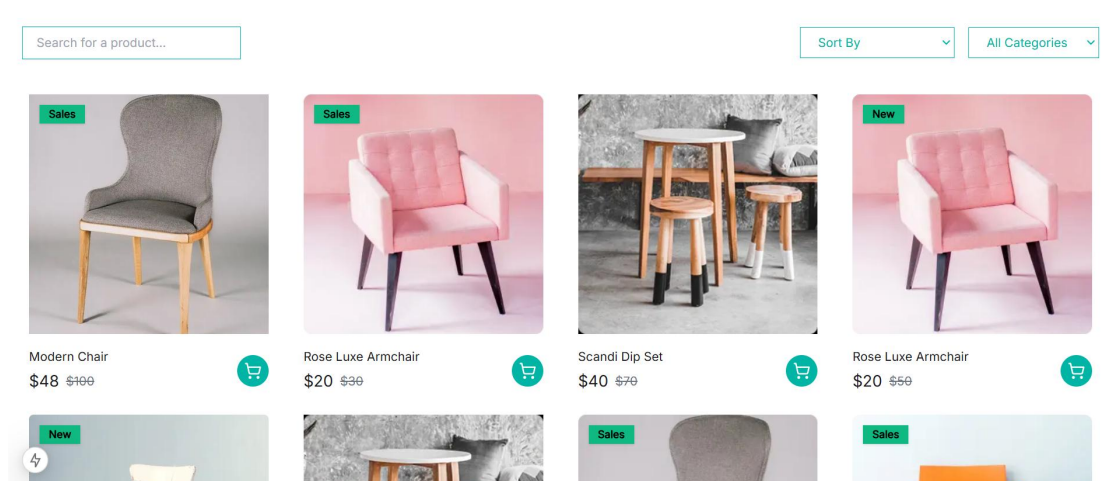 Search for a product...
Sort By
All Categories
Sales
Sales
New
Modern Chair
Rose Luxe Armchair
Scandi Dip Set
Rose Luxe Armchair
$48 $100
$20 $30
$40 $70
$20 $50
New
Sales
Sales